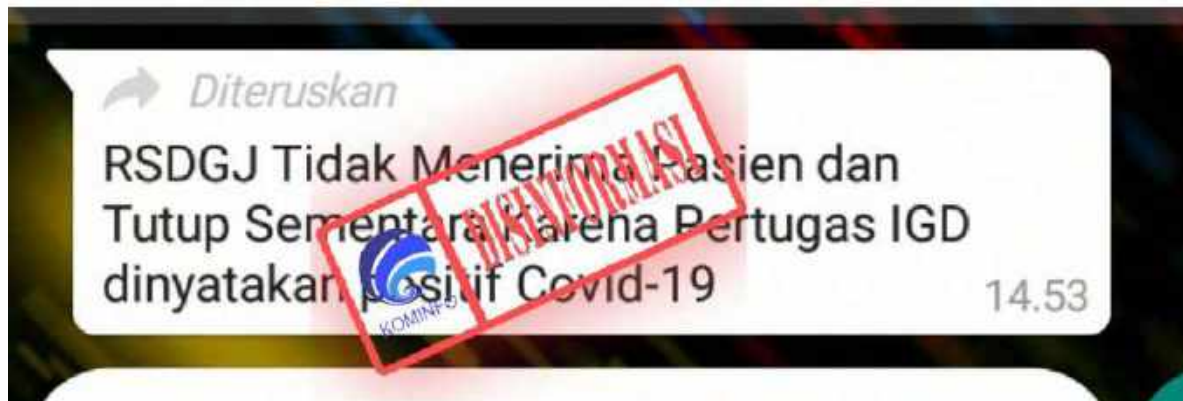 Diteruskan
RSDGJ Tidak Menerima Pasien dan
Tutup Sementara Karena Pertugas IGD
dinyatakan positif Covid-19
14.53
DISINFORMASI
KOMINFO